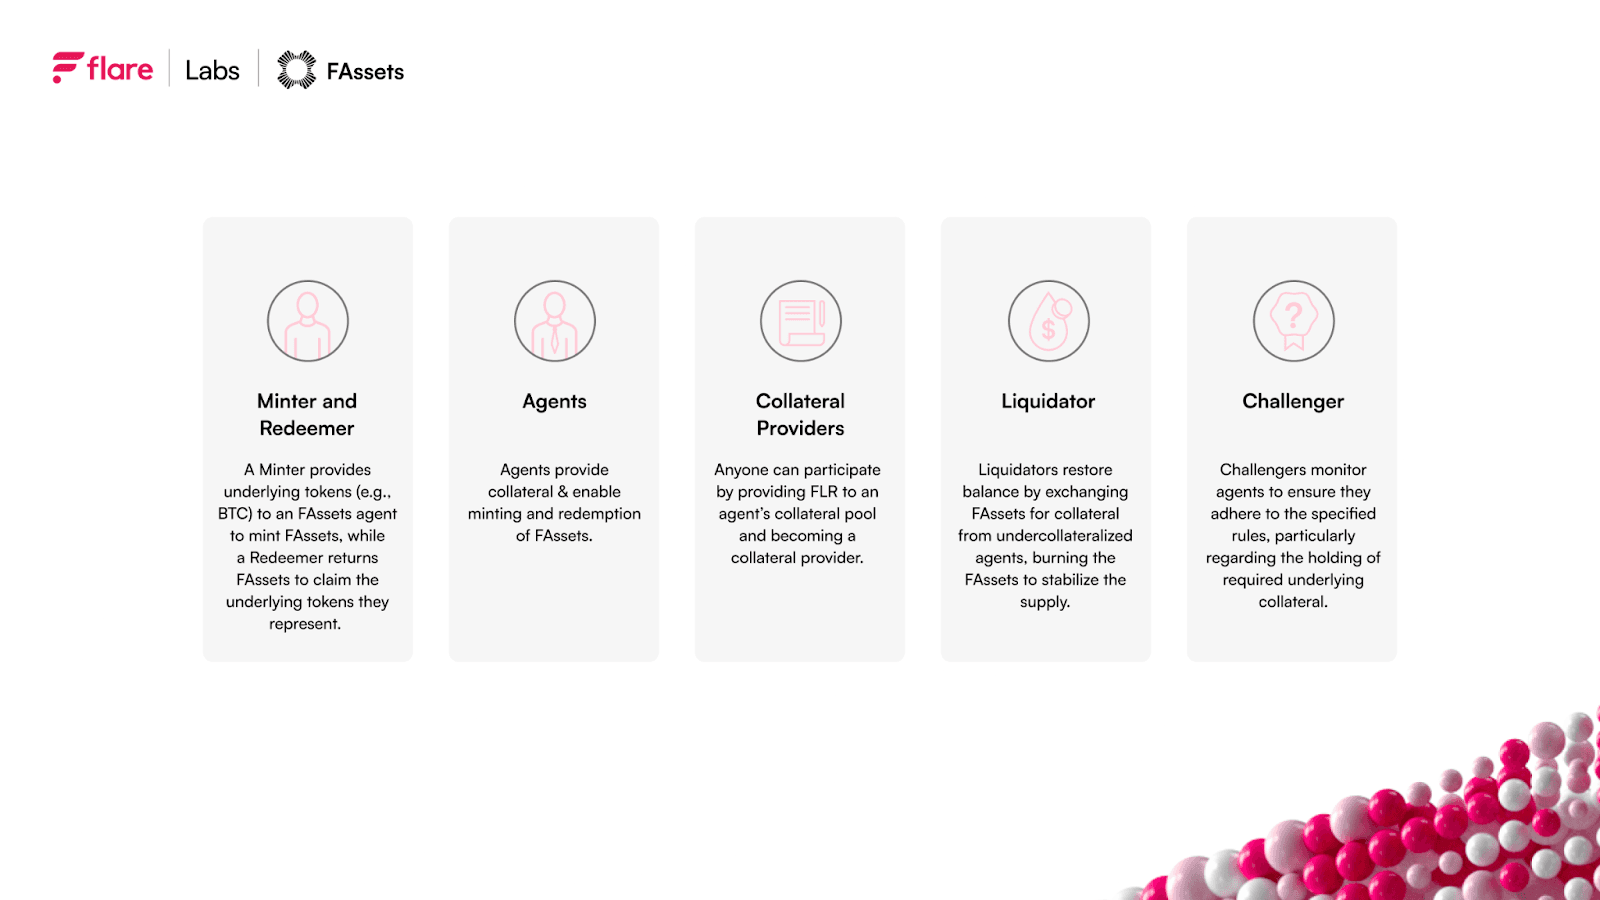 flare
Labs
FAssets
Minter and
Redeemer
A Minter provides
underlying tokens (e.g.,
BTC) to an FAssets agent
to mint FAssets, while
a Redeemer returns
FAssets to claim the
underlying tokens they
represent.
Agents
Agents provide
collateral & enable
minting and redemption
of FAssets.
Collateral
Providers
Anyone can participate
by providing FLR to an
agent’s collateral pool
and becoming a
collateral provider.
$
Liquidator
Liquidators restore
balance by exchanging
FAssets for collateral
from undercollateralized
agents, burning the
FAssets to stabilize the
supply.
?
Challenger
Challengers monitor
agents to ensure they
adhere to the specified
rules, particularly
regarding the holding of
required underlying
collateral.